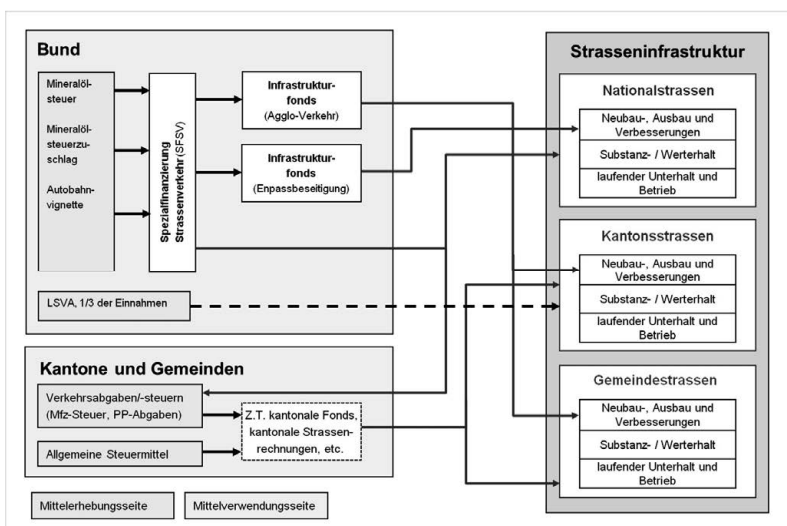 Bund
Mineralöl-
steuer
Mineralöl-
steuerzu-
schlag
Autobahn-
vignette
Spezialfinanzierung
Strassenverkehr (SFSV)
Infrastruktur-
fonds
(Agglo-Verkehr)
Infrastruktur-
fonds
(Enpassbeseitigung)
LSVA, 1/3 der Einnahmen
Kantone und Gemeinden
Verkehrsabgaben/-steuern
(Mfz-Steuer, PP-Abgaben)
Allgemeine Steuermittel
Z.T. kantonale Fonds,
kantonale Strassen-
rechnungen, etc.
Mittelerhebungsseite
Mittelverwendungsseite
Strasseninfrastruktur
Nationalstrassen
Neubau-, Ausbau und
Verbesserungen
Substanz- / Werterhalt
laufender Unterhalt und
Betrieb
Kantonsstrassen
Neubau-, Ausbau und
Verbesserungen
Substanz- / Werterhalt
laufender Unterhalt und
Betrieb
Gemeindestrassen
Neubau-, Ausbau und
Verbesserungen
Substanz- / Werterhalt
laufender Unterhalt und
Betrieb